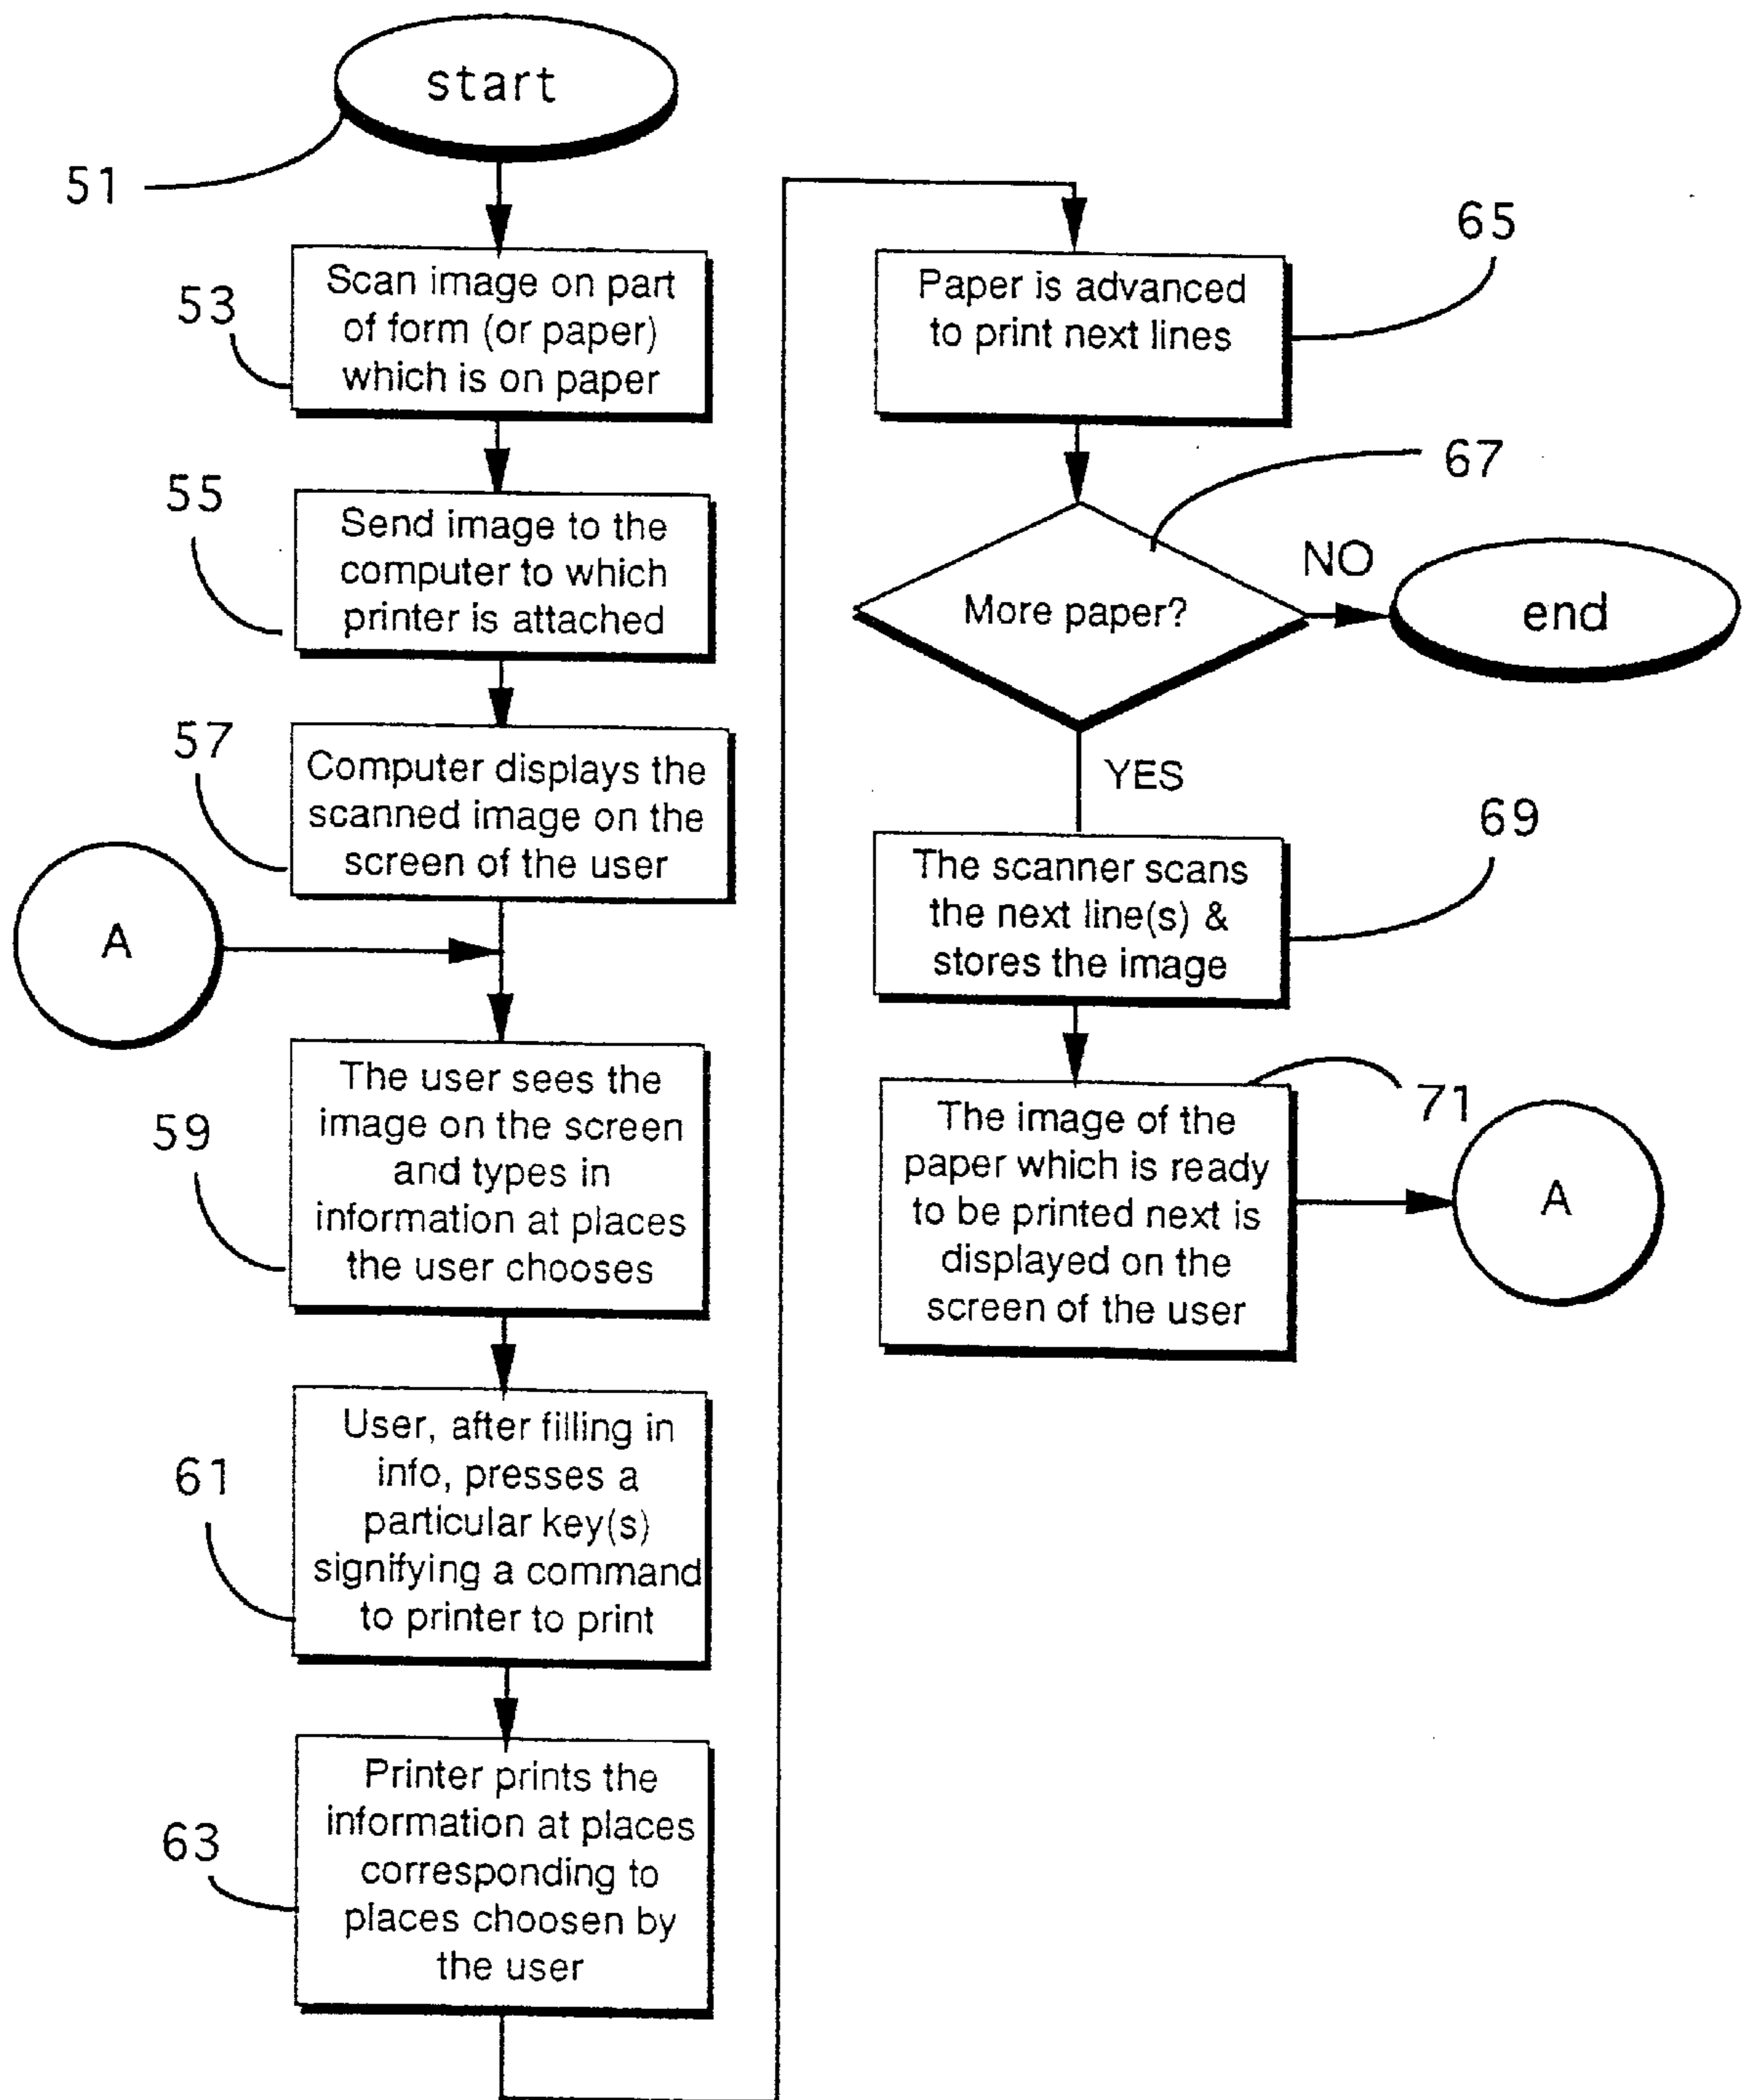 start
51
Scan image on part
of form (or paper)
which is on paper
53
Send image to the
computer to which
printer is attached
55
Computer displays the
scanned image on the
screen of the user
57
A
The user sees the
image on the screen
and types in
information at places
the user chooses
59
User, after filling in
info, presses a
particular key(s)
signifying a command
to printer to print
61
Printer prints the
information at places
corresponding to
places choosen by
the user
63
Paper is advanced
to print next lines
65
More paper?
67
NO
end
YES
The scanner scans
the next line(s) &
stores the image
69
The image of the
paper which is ready
to be printed next is
displayed on the
screen of the user
71
A